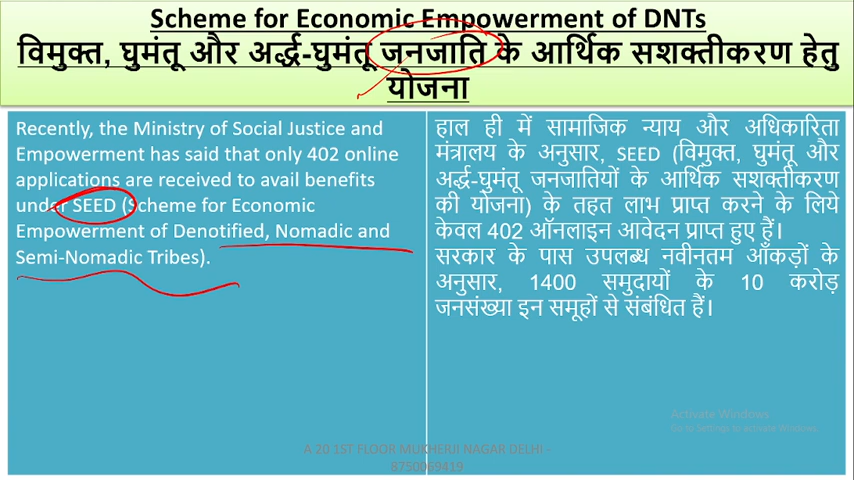 Scheme for Economic Empowerment of DNTs
विमुक्त, घुमंतू और अर्द्ध-घुमंतू जनजाति के आर्थिक सशक्तीकरण हेतु
योजना
Recently, the Ministry of Social Justice and
Empowerment has said that only 402 online
applications are received to avail benefits
under SEED (Scheme for Economic
Empowerment of Denotified, Nomadic and
Semi-Nomadic Tribes).
हाल ही में सामाजिक न्याय और अधिकारिता
मंत्रालय के अनुसार, SEED (विमुक्त, घुमंतू और
अर्द्ध-घुमंतू जनजातियों के आर्थिक सशक्तीकरण
की योजना) के तहत लाभ प्राप्त करने के लिये
केवल 402 ऑनलाइन आवेदन प्राप्त हुए हैं।
सरकार के पास उपलब्ध नवीनतम आँकड़ों के
अनुसार, 1400 समुदायों के 10 करोड़
जनसंख्या इन समूहों से संबंधित हैं।
Activate Windows
Go to Settings to activate Windows.
A 20 1ST FLOOR MUKHERJI NAGAR DELHI -
8750069419